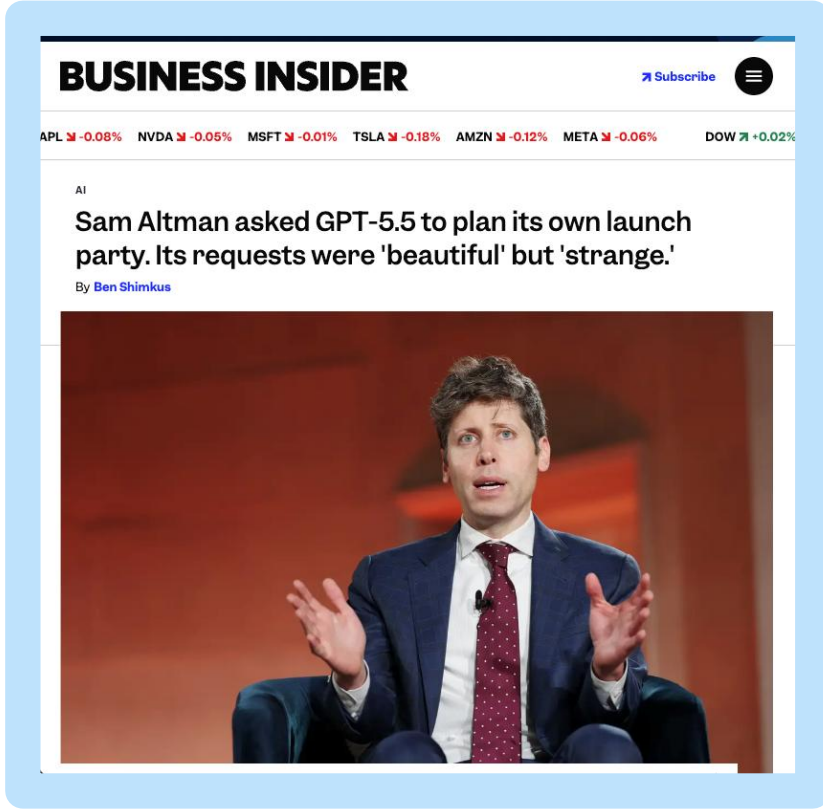 BUSINESS INSIDER
Subscribe
APL -0.08% NVDA -0.05% MSFT -0.01% TSLA -0.18% AMZN -0.12% META -0.06% DOW +0.02%
AI
Sam Altman asked GPT-5.5 to plan its own launch
party. Its requests were 'beautiful' but 'strange.'
By Ben Shimkus